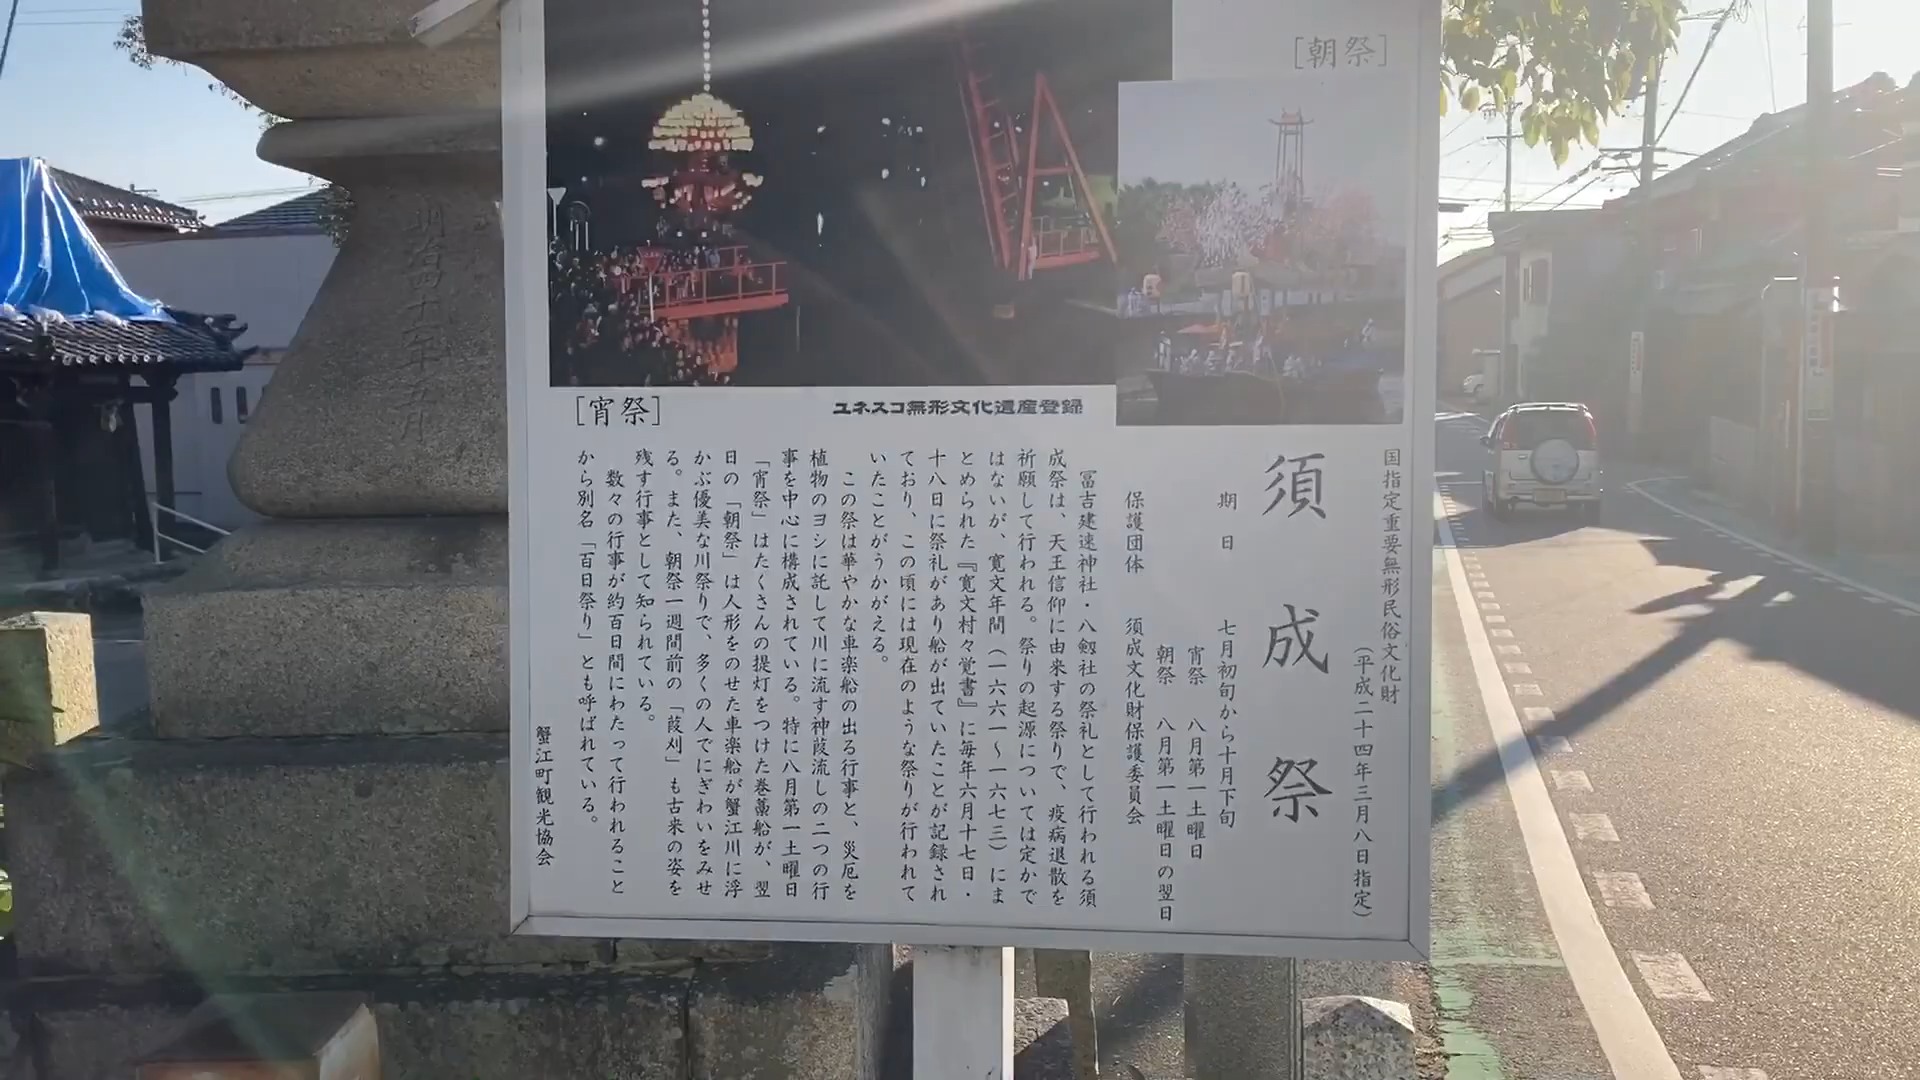 [朝祭]
[宵祭]
ユネスコ無形文化遺産登録
国指定重要無形民俗文化財
(平成二十四年三月八日指定)
須成祭
期日 七月初旬から十月下旬
宵祭 八月第一土曜日
朝祭 八月第一土曜日の翌日
保護団体 須成文化財保護委員会
冨吉建速神社・八剱社の祭礼として行われる須
成祭は、天王信仰に由来する祭りで、疫病退散を
祈願して行われる。祭りの起源については定かで
はないが、寛文年間(一六六一～一六七三)にま
とめられた『寛文村々覚書』に毎年六月十七日・
十八日に祭礼があり船が出ていたことが記録され
ており、この頃には現在のような祭りが行われて
いたことがうかがえる。
この祭は華やかな車楽船の出る行事と、災厄を
植物のヨシに託して川に流す神葭流しの二つの行
事を中心に構成されている。特に八月第一土曜日
「宵祭」はたくさんの提灯をつけた巻藁船が、翌
日の「朝祭」は人形をのせた車楽船が蟹江川に浮
かぶ優美な川祭りで、多くの人でにぎわいをみせ
る。また、朝祭一週間前の「葭刈」も古来の姿を
残す行事として知られている。
数々の行事が約百日間にわたって行われること
から別名「百日祭り」とも呼ばれている。
蟹江町観光協会
明治四十二年五月